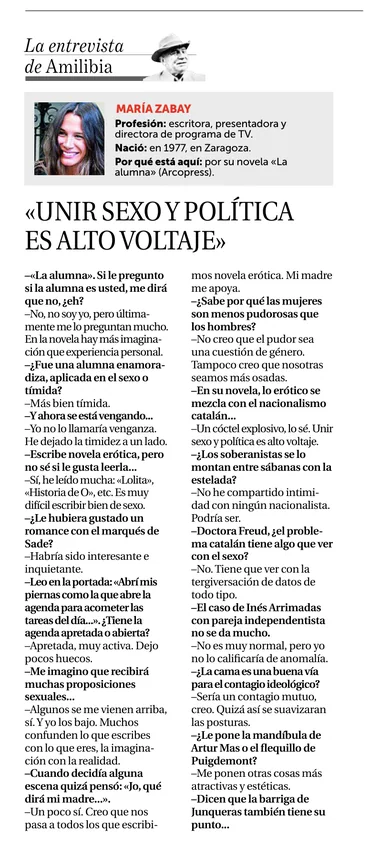 La entrevista
de Amilibia
MARÍA ZABAY
Profesión: escritora, presentadora y
directora de programa de TV.
Nació: en 1977, en Zaragoza.
Por qué está aquí: por su novela «La
alumna» (Arcopress).
«UNIR SEXO Y POLÍTICA
ES ALTO VOLTAJE»
–«La alumna». Si le pregunto
si la alumna es usted, me dirá
que no, ¿eh?
–No, no soy yo, pero última-
mente me lo preguntan mucho.
En la novela hay más imagina-
ción que experiencia personal.
–¿Fue una alumna enamora-
diza, aplicada en el sexo o
tímida?
–Más bien tímida.
–Y ahora se está vengando...
–Yo no lo llamaría venganza.
He dejado la timidez a un lado.
–Escribe novela erótica, pero
no sé si le gusta leerla...
–Sí, he leído mucha: «Lolita»,
«Historia de O», etc. Es muy
difícil escribir bien de sexo.
–¿Le hubiera gustado un
romance con el marqués de
Sade?
–Habría sido interesante e
inquietante.
–Leo en la portada: «Abrí mis
piernas como la que abre la
agenda para acometer las
tareas del día...». ¿Tiene la
agenda apretada o abierta?
–Apretada, muy activa. Dejo
pocos huecos.
–Me imagino que recibirá
muchas proposiciones
sexuales...
–Algunos se me vienen arriba,
sí. Y yo los bajo. Muchos
confunden lo que escribes
con lo que eres, la imagina-
ción con la realidad.
–Cuando decidía alguna
escena quizá pensó: «Jo, qué
dirá mi madre...».
–Un poco sí. Creo que nos
pasa a todos los que escribi-
mos novela erótica. Mi madre
me apoya.
–¿Sabe por qué las mujeres
son menos pudorosas que
los hombres?
–No creo que el pudor sea
una cuestión de género.
Tampoco creo que nosotras
seamos más osadas.
–En su novela, lo erótico se
mezcla con el nacionalismo
catalán...
–Un cóctel explosivo, lo sé. Unir
sexo y política es alto voltaje.
–¿Los soberanistas se lo
montan entre sábanas con la
estelada?
–No he compartido intimi-
dad con ningún nacionalista.
Podría ser.
–Doctora Freud, ¿el proble-
ma catalán tiene algo que ver
con el sexo?
–No. Tiene que ver con la
tergiversación de datos de
todo tipo.
–El caso de Inés Arrimadas
con pareja independentista
no se da mucho.
–No es muy normal, pero yo
no lo calificaría de anomalía.
–¿La cama es una buena vía
para el contagio ideológico?
–Sería un contagio mutuo,
creo. Quizá así se suavizaran
las posturas.
–¿Le pone la mandíbula de
Artur Mas o el flequillo de
Puigdemont?
–Me ponen otras cosas más
atractivas y estéticas.
–Dicen que la barriga de
Junqueras también tiene su
punto...